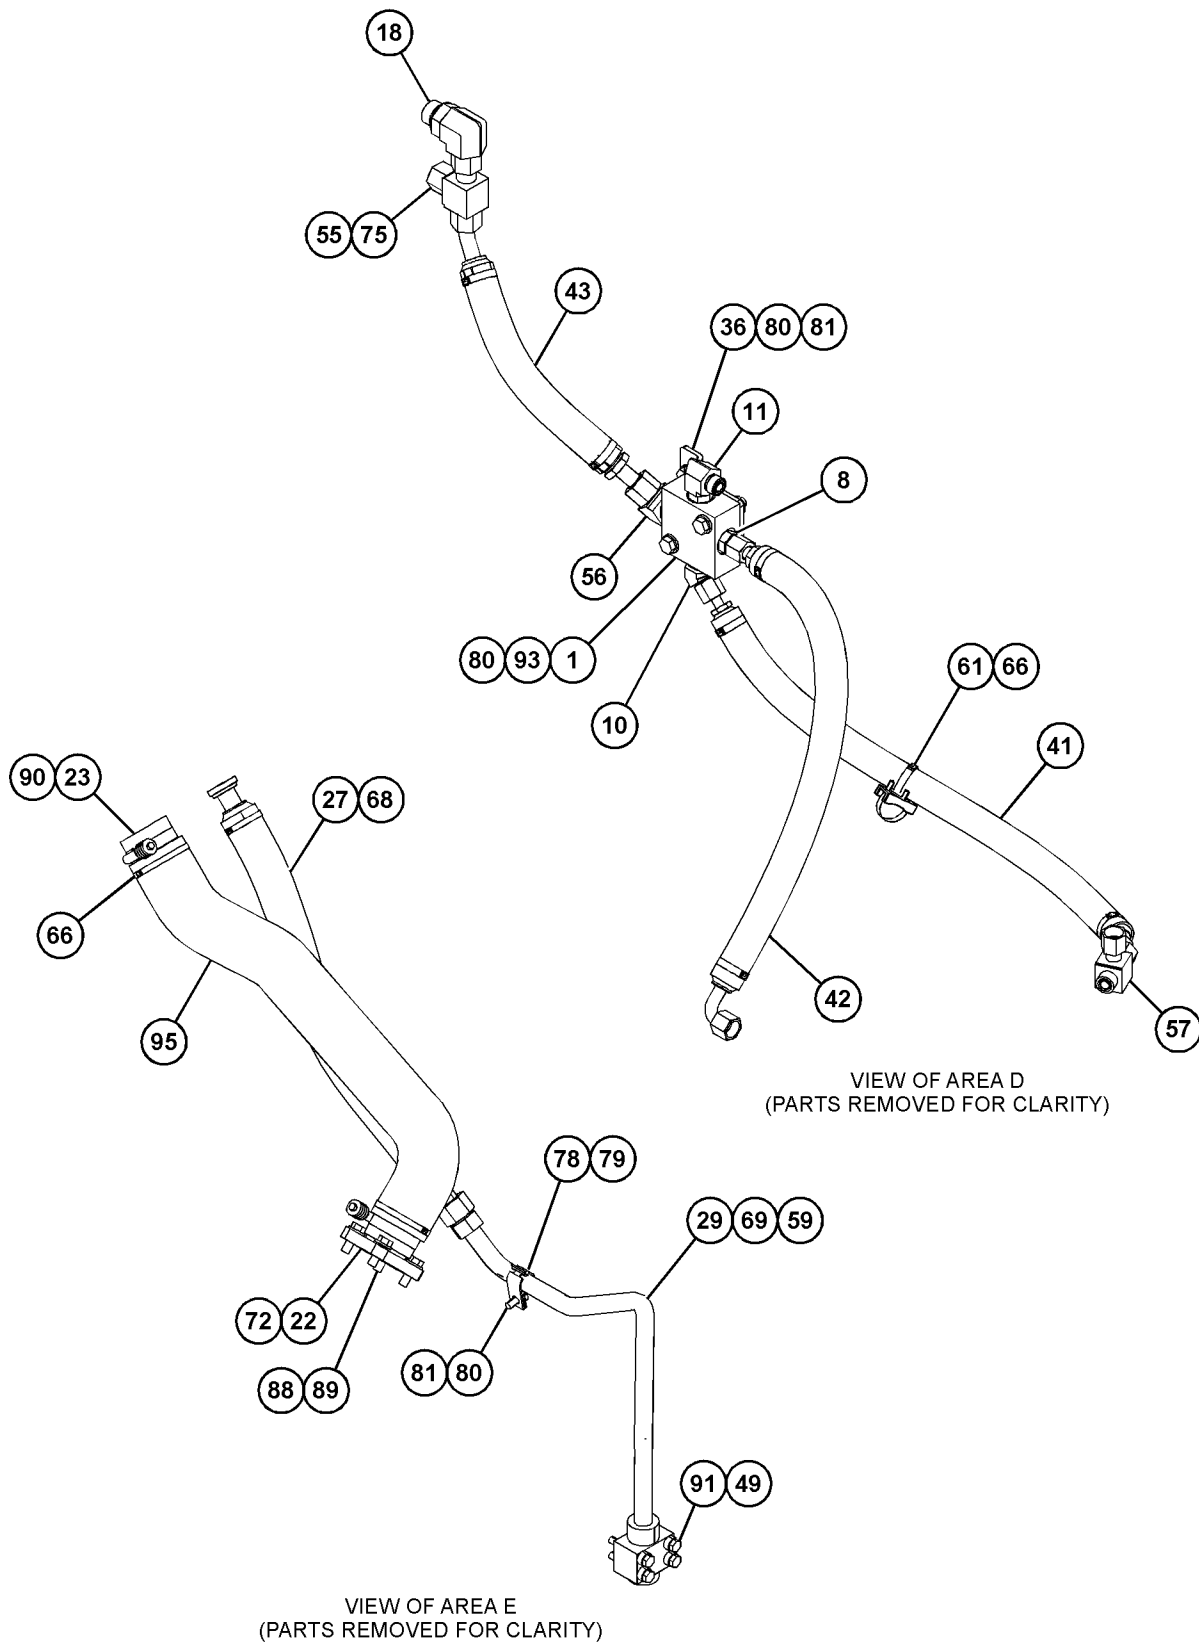 18
55 75
43
36 80 81
11
8
56
80 93 1
10
61 66
41
90 23
27 68
66
42
95
57
VIEW OF AREA D
(PARTS REMOVED FOR CLARITY)
78 79
29 69 59
72 22
81 80
88 89
91 49
VIEW OF AREA E
(PARTS REMOVED FOR CLARITY)